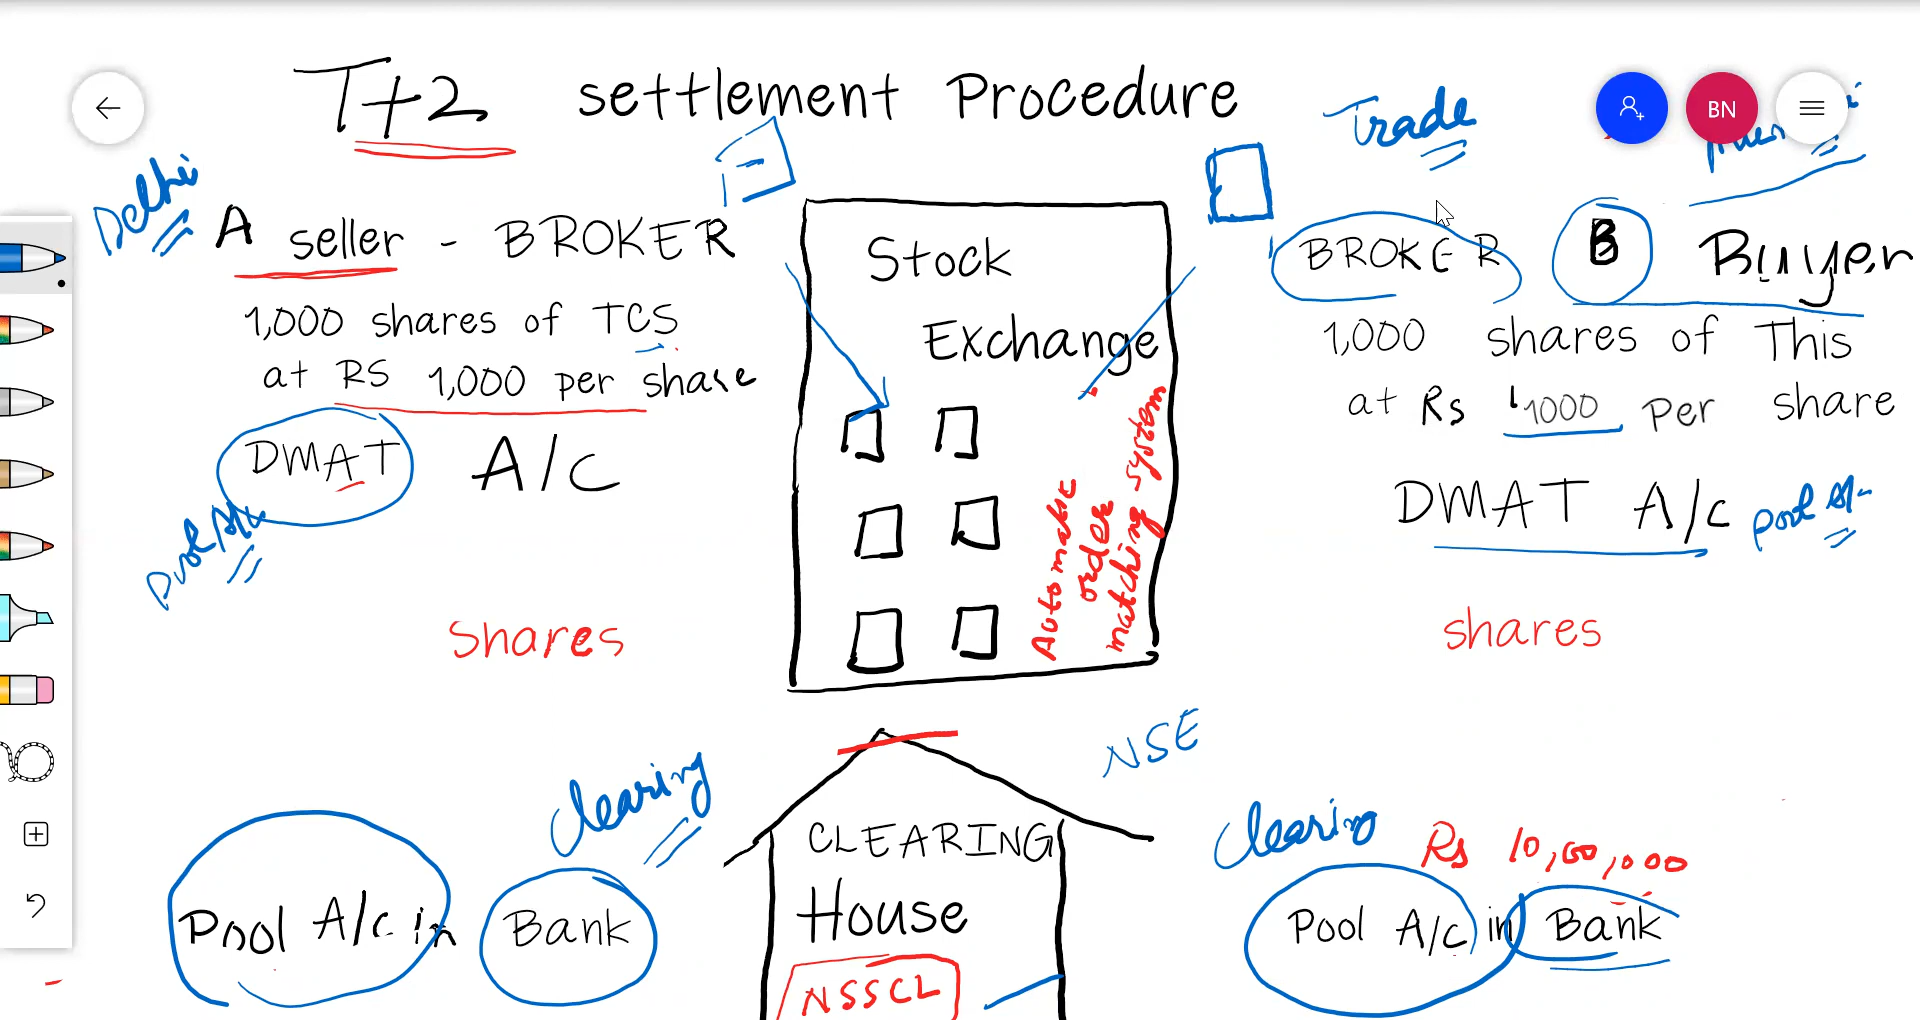 T+2 settlement Procedure
Trade
BN
Delhi
A seller - BROKER
Stock
Exchange
BROKER B Buyer
1,000 shares of TCS
at RS 1,000 per share
1,000 shares of This
at Rs 1000 per share
DMAT A/c
DMAT A/c
Pool A/c
pool A/c
Automatic
order
matching system
Shares
shares
NSE
clearing
clearing
Rs 10,00,000
CLEARING
House
Pool A/c in Bank
Pool A/c in Bank
NSSCL